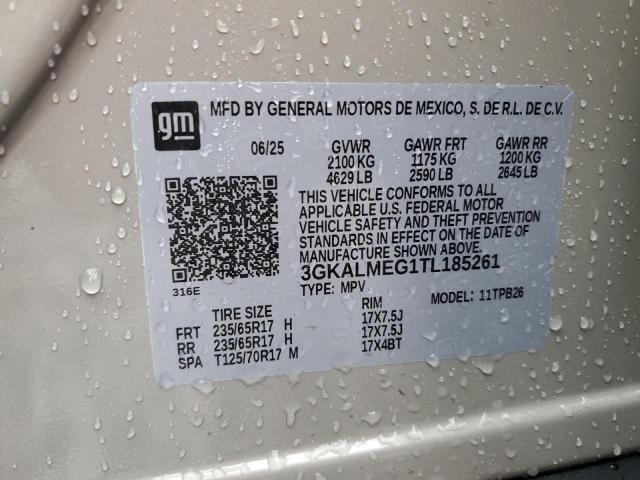 gm
MFD BY GENERAL MOTORS DE MEXICO, S. DE R.L. DE C.V.
06/25 GVWR GAWR FRT GAWR RR
2100 KG 1175 KG 1200 KG
4629 LB 2590 LB 2645 LB
THIS VEHICLE CONFORMS TO ALL
APPLICABLE U.S. FEDERAL MOTOR
VEHICLE SAFETY AND THEFT PREVENTION
STANDARDS IN EFFECT ON THE DATE OF
MANUFACTURE SHOWN ABOVE.
3GKALMEG1TL185261
316E
TYPE: MPV MODEL: 11TPB26
TIRE SIZE RIM
FRT 235/65R17 H 17X7.5J
RR 235/65R17 H 17X7.5J
SPA T125/70R17 M 17X4BT